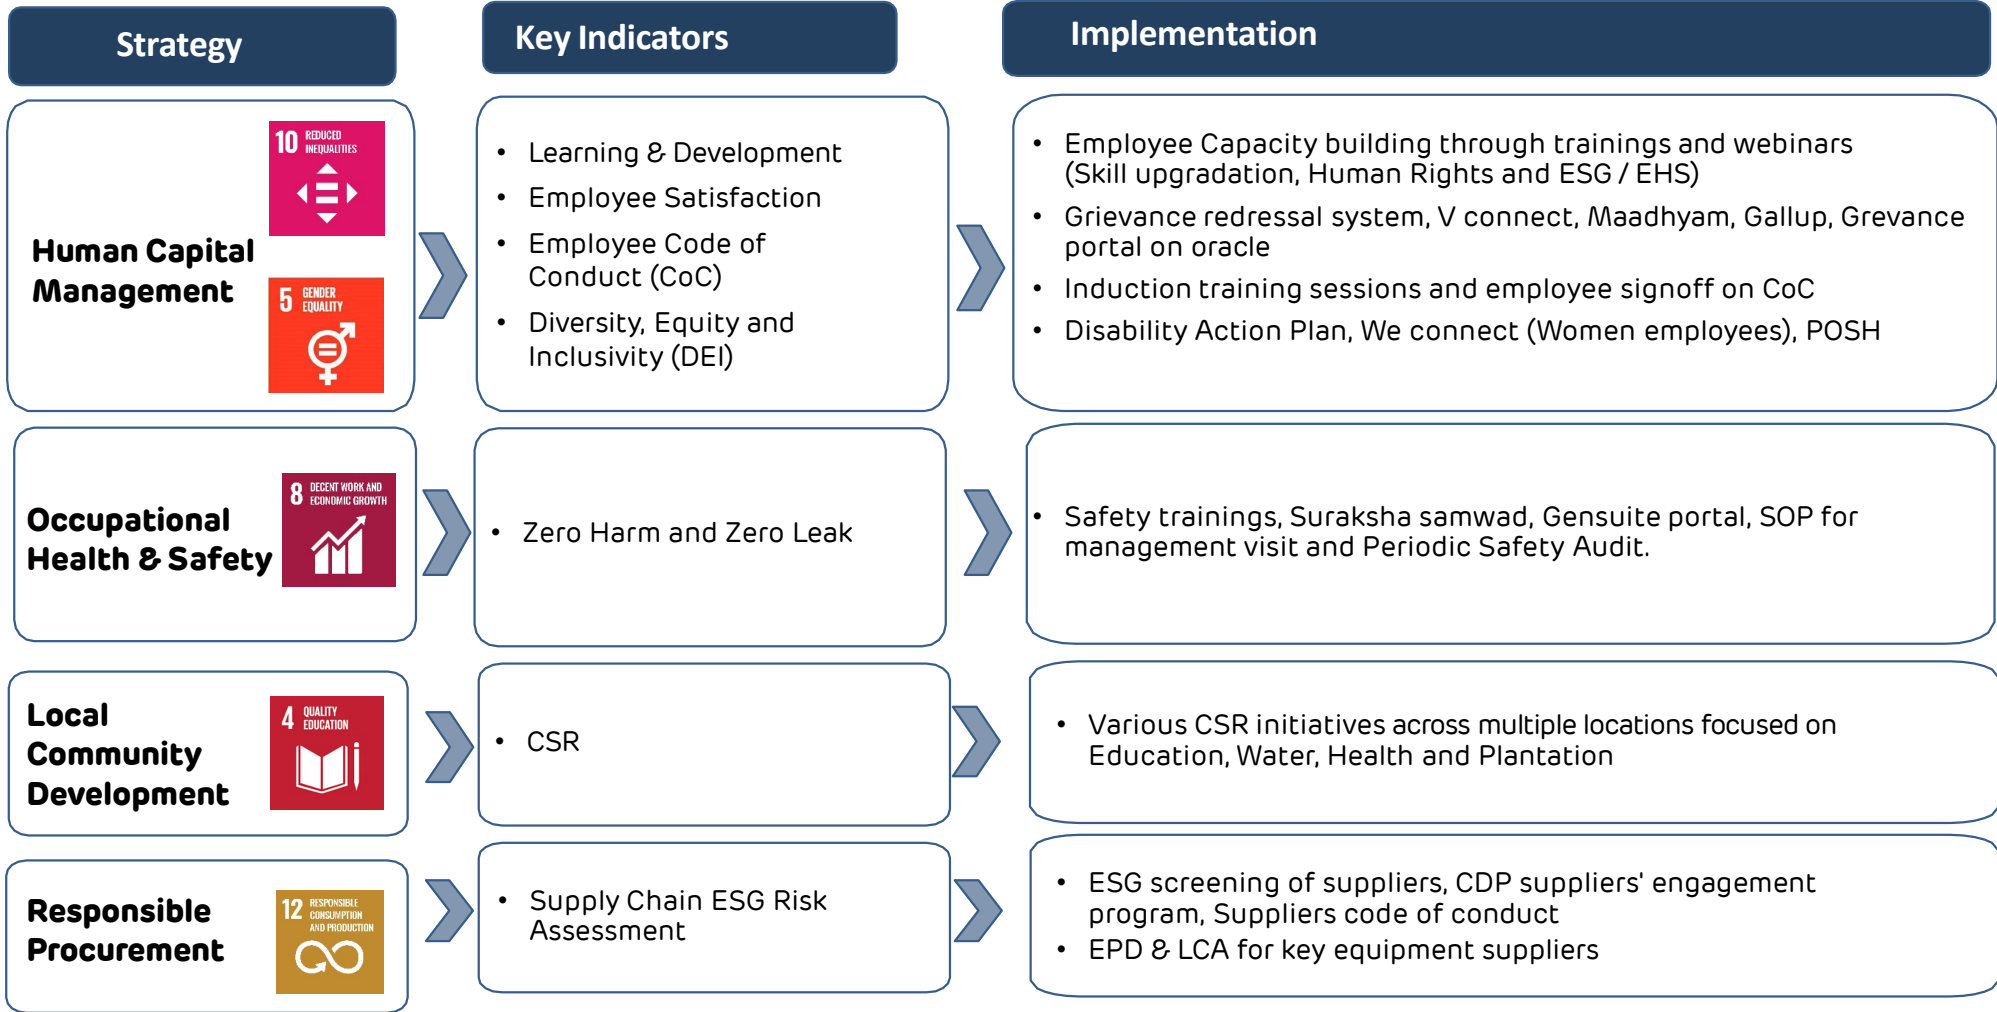 Strategy
Key Indicators
Implementation
Human Capital
Management
10 REDUCED
INEQUALITIES
5 GENDER
EQUALITY
• Learning & Development
• Employee Satisfaction
• Employee Code of
Conduct (CoC)
• Diversity, Equity and
Inclusivity (DEI)
• Employee Capacity building through trainings and webinars
(Skill upgradation, Human Rights and ESG / EHS)
• Grievance redressal system, V connect, Maadhyam, Gallup, Grevance
portal on oracle
• Induction training sessions and employee signoff on CoC
• Disability Action Plan, We connect (Women employees), POSH
Occupational
Health & Safety
8 DECENT WORK AND
ECONOMIC GROWTH
• Zero Harm and Zero Leak
• Safety trainings, Suraksha samwad, Gensuite portal, SOP for
management visit and Periodic Safety Audit.
Local
Community
Development
4 QUALITY
EDUCATION
• CSR
• Various CSR initiatives across multiple locations focused on
Education, Water, Health and Plantation
Responsible
Procurement
12 RESPONSIBLE
CONSUMPTION
AND PRODUCTION
• Supply Chain ESG Risk
Assessment
• ESG screening of suppliers, CDP suppliers' engagement
program, Suppliers code of conduct
• EPD & LCA for key equipment suppliers